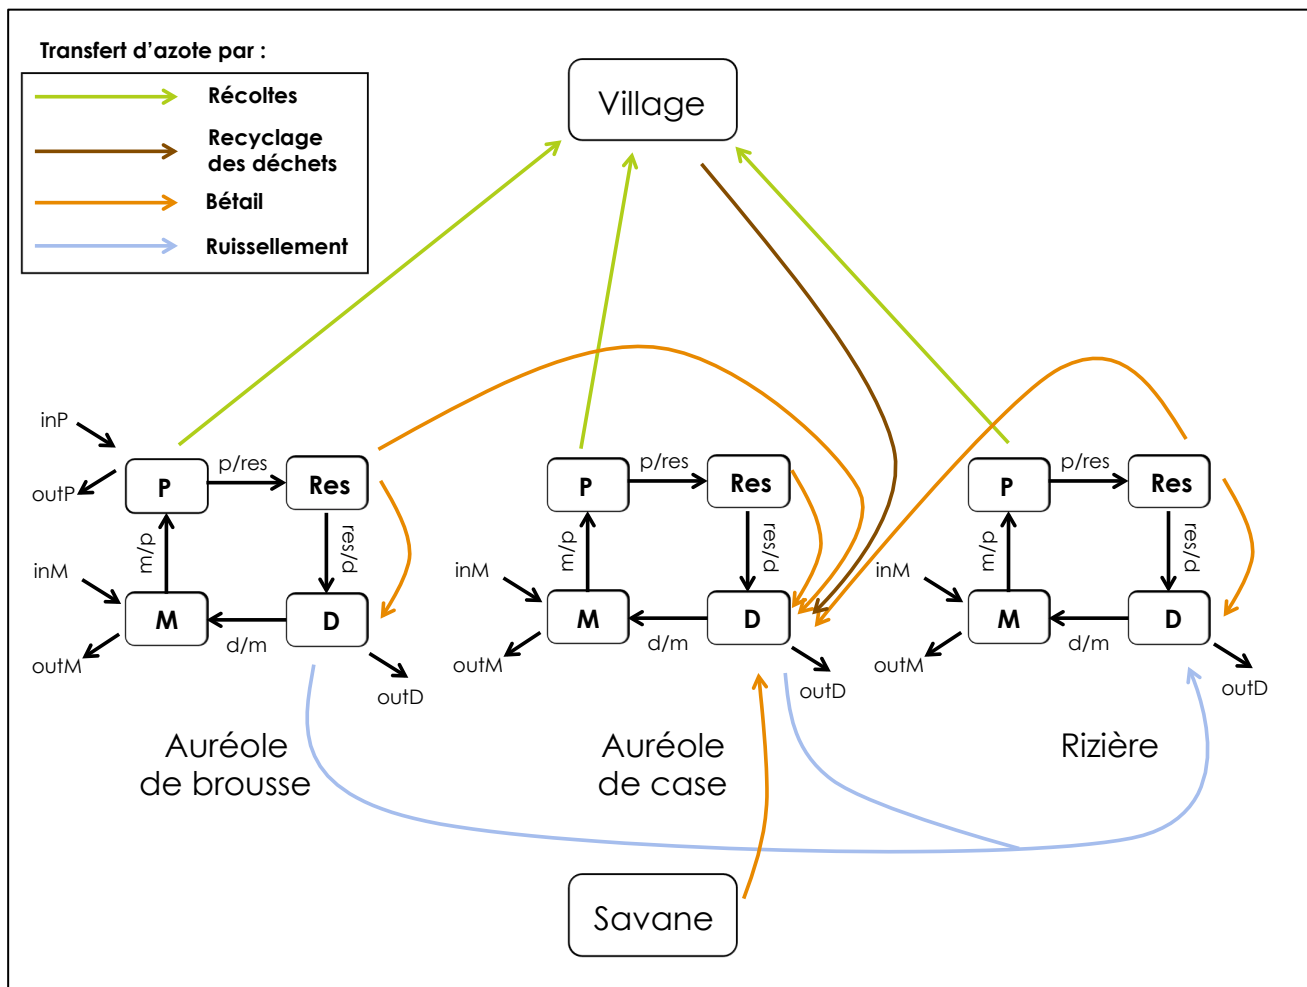 Transfert d'azote par :
Récoltes
Recyclage
des déchets
Bétail
Ruissellement
Village
inP
outP
P
p/res
Res
m/p
res/d
inM
M
d/m
D
outM
outD
Auréole
de brousse
P
p/res
Res
m/p
res/d
inM
M
d/m
D
outM
outD
Auréole
de case
P
p/res
Res
m/p
res/d
inM
M
d/m
D
outM
outD
Rizière
Savane